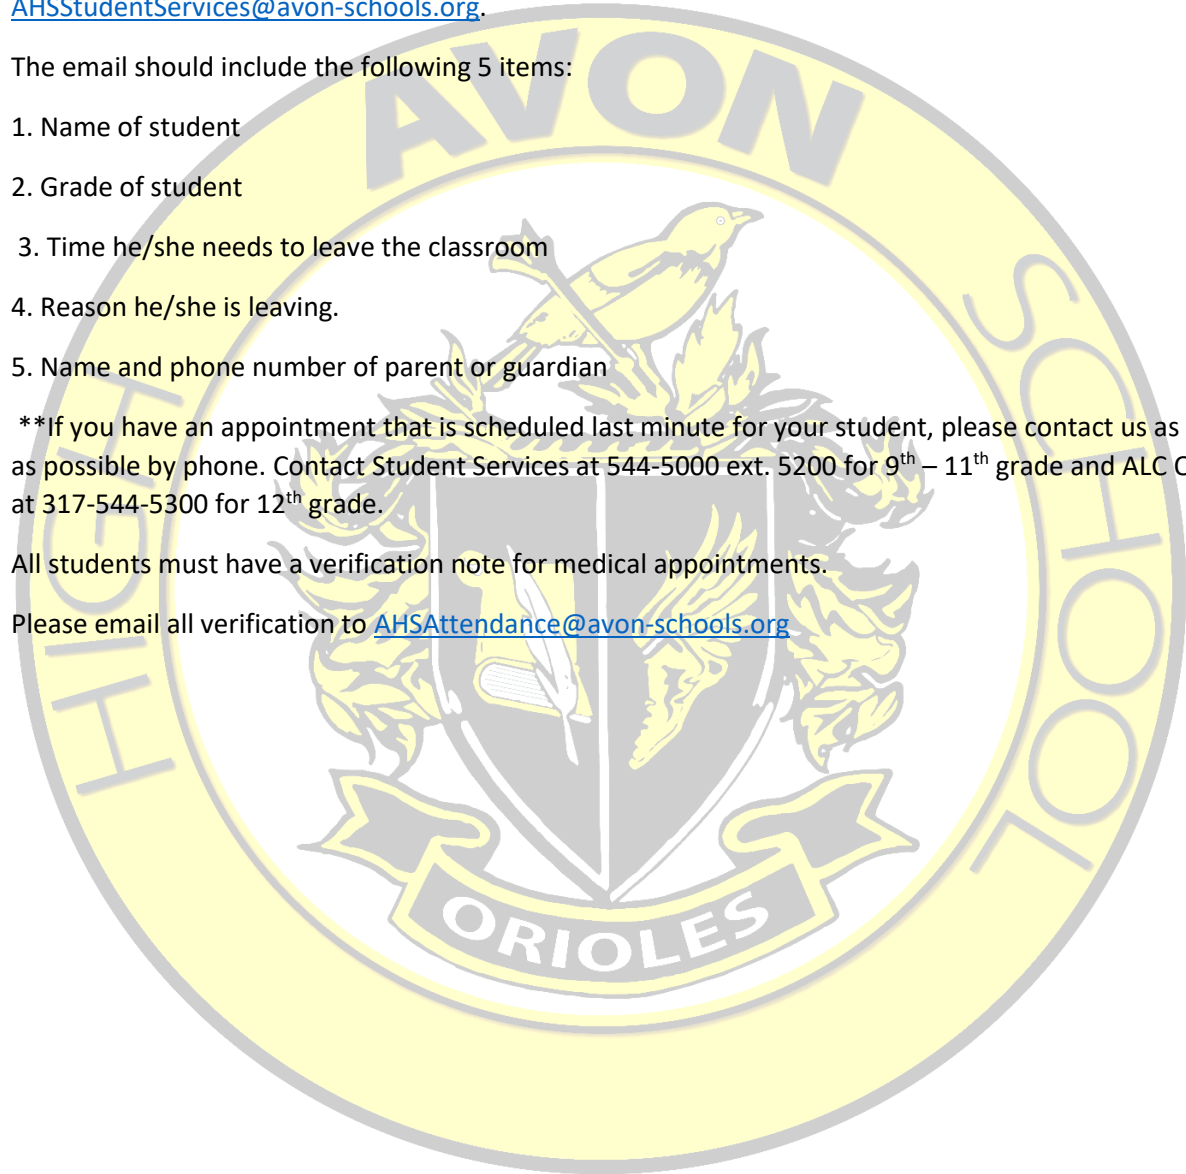 AHSStudentServices@avon-schools.org.
The email should include the following 5 items:
1. Name of student
2. Grade of student
3. Time he/she needs to leave the classroom
4. Reason he/she is leaving.
5. Name and phone number of parent or guardian
**If you have an appointment that is scheduled last minute for your student, please contact us as
as possible by phone. Contact Student Services at 544-5000 ext. 5200 for 9th – 11th grade and ALC
at 317-544-5300 for 12th grade.
All students must have a verification note for medical appointments.
Please email all verification to AHSAttendance@avon-schools.org
AVON
HIGH
SCHOOL
ORIOLES